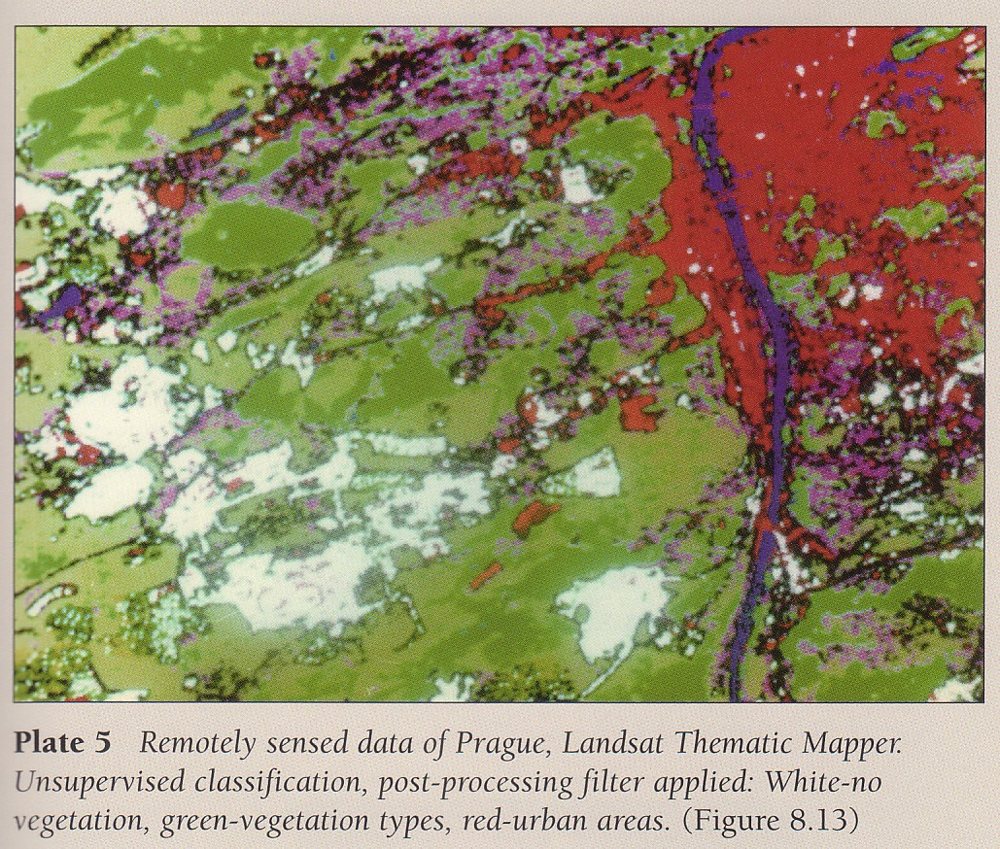 Plate 5 Remotely sensed data of Prague, Landsat Thematic Mapper.
Unsupervised classification, post-processing filter applied: White-no
vegetation, green-vegetation types, red-urban areas. (Figure 8.13)